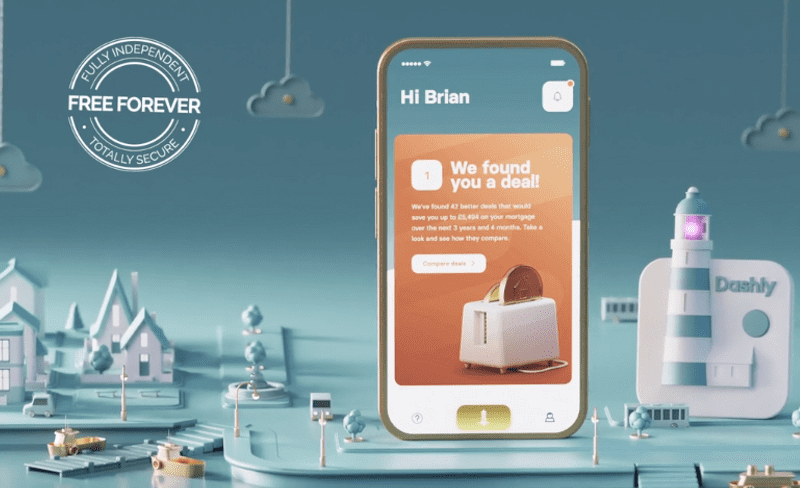 FULLY INDEPENDENT
FREE FOREVER
TOTALLY SECURE
Hi Brian
1
We found
you a deal!
We've found 42 better deals that would
save you up to £5,494 on your mortgage
over the next 3 years and 4 months. Take a
look and see how they compare.
Compare deals
Dashly
?